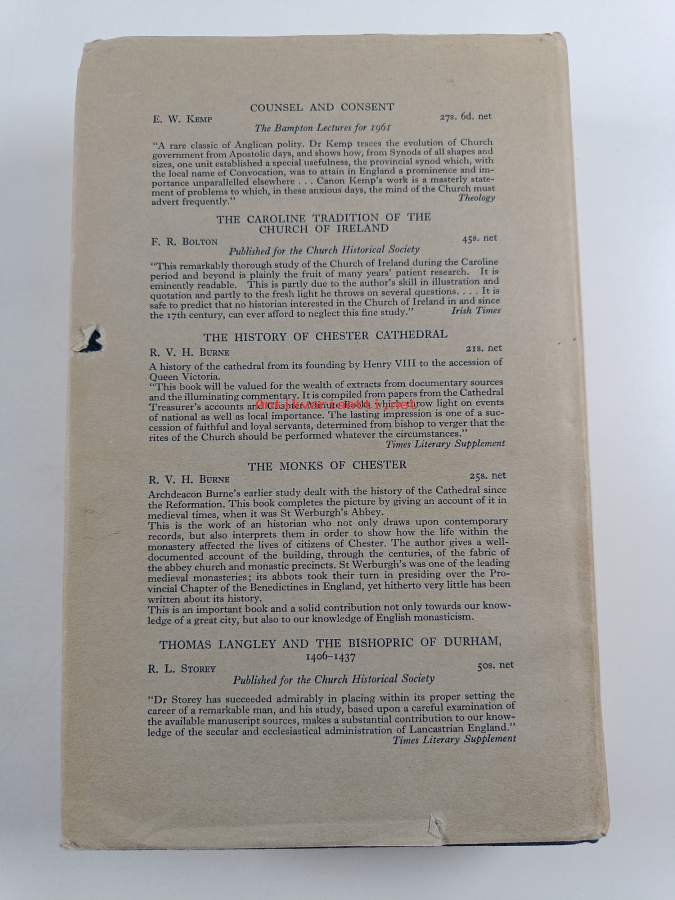 COUNSEL AND CONSENT
E. W. Kemp 27s. 6d. net
The Bampton Lectures for 1961
"A rare classic of Anglican polity. Dr Kemp traces the evolution of Church
government from Apostolic days, and shows how, from Synods of all shapes and
sizes, one unit established a special usefulness, the provincial synod which, with
the local name of Convocation, was to attain in England a prominence and im-
portance unparallelled elsewhere . . . Canon Kemp's work is a masterly state-
ment of problems to which, in these anxious days, the mind of the Church must
advert frequently." Theology
THE CAROLINE TRADITION OF THE
CHURCH OF IRELAND
F. R. Bolton 45s. net
Published for the Church Historical Society
"This remarkably thorough study of the Church of Ireland during the Caroline
period and beyond is plainly the fruit of many years' patient research. It is
eminently readable. This is partly due to the author's skill in illustration and
quotation and partly to the fresh light he throws on several questions. . . . It is
safe to predict that no historian interested in the Church of Ireland in and since
the 17th century, can ever afford to neglect this fine study." Irish Times
THE HISTORY OF CHESTER CATHEDRAL
R. V. H. Burne 21s. net
A history of the cathedral from its founding by Henry VIII to the accession of
Queen Victoria.
"This book will be valued for the wealth of extracts from documentary sources
and the illuminating commentary. It is compiled from papers from the Cathedral
Treasurer's accounts and Chapter Minute Book which throw light on events
of national as well as local importance. The lasting impression is one of a suc-
cession of faithful and loyal servants, determined from bishop to verger that the
rites of the Church should be performed whatever the circumstances."
Times Literary Supplement
THE MONKS OF CHESTER
R. V. H. Burne 25s. net
Archdeacon Burne's earlier study dealt with the history of the Cathedral since
the Reformation. This book completes the picture by giving an account of it in
medieval times, when it was St Werburgh's Abbey.
This is the work of an historian who not only draws upon contemporary
records, but also interprets them in order to show how the life within the
monastery affected the lives of citizens of Chester. The author gives a well-
documented account of the building, through the centuries, of the fabric of
the abbey church and monastic precincts. St Werburgh's was one of the leading
medieval monasteries; its abbots took their turn in presiding over the Pro-
vincial Chapter of the Benedictines in England, yet hitherto very little has been
written about its history.
This is an important book and a solid contribution not only towards our know-
ledge of a great city, but also to our knowledge of English monasticism.
THOMAS LANGLEY AND THE BISHOPRIC OF DURHAM,
1406–1437
R. L. Storey 50s. net
Published for the Church Historical Society
"Dr Storey has succeeded admirably in placing within its proper setting the
career of a remarkable man, and his study, based upon a careful examination of
the available manuscript sources, makes a substantial contribution to our know-
ledge of the secular and ecclesiastical administration of Lancastrian England."
Times Literary Supplement